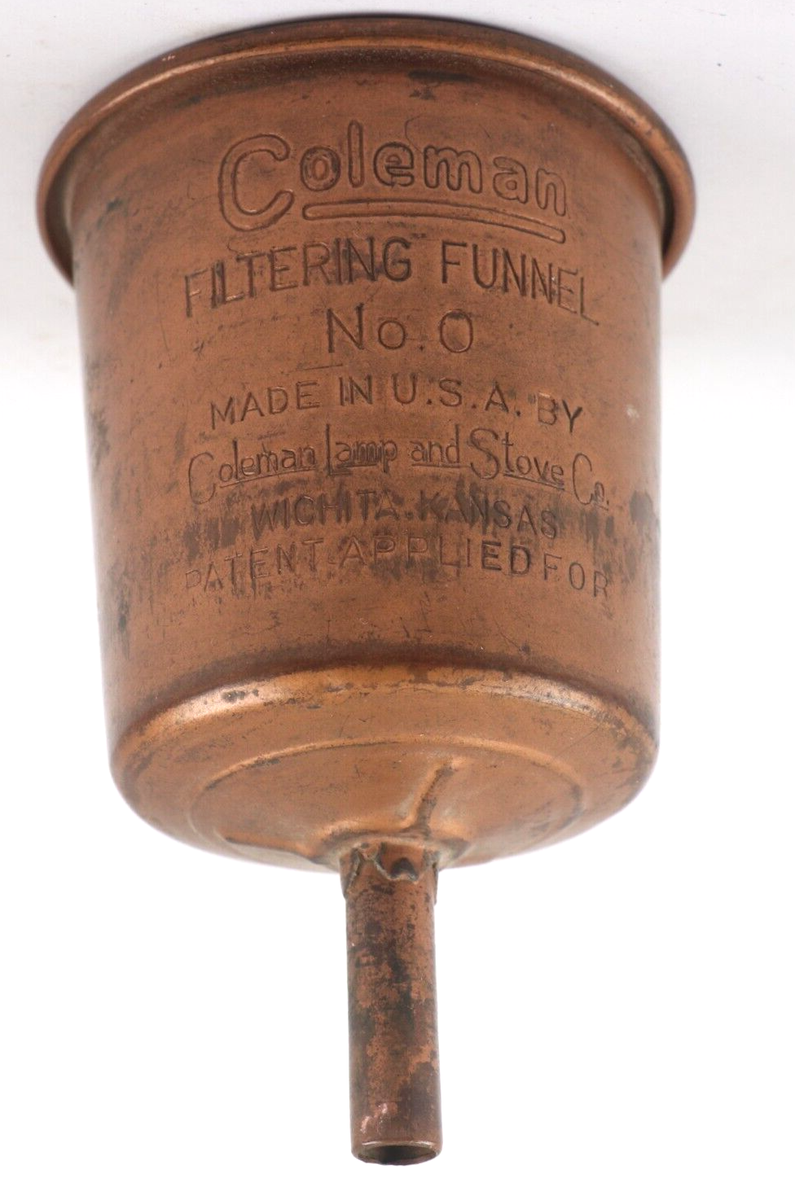 Coleman
FILTERING FUNNEL
No. 0
MADE IN U.S.A. BY
Coleman Lamp and Stove Co.
WICHITA. KANSAS
PATENT APPLIED FOR